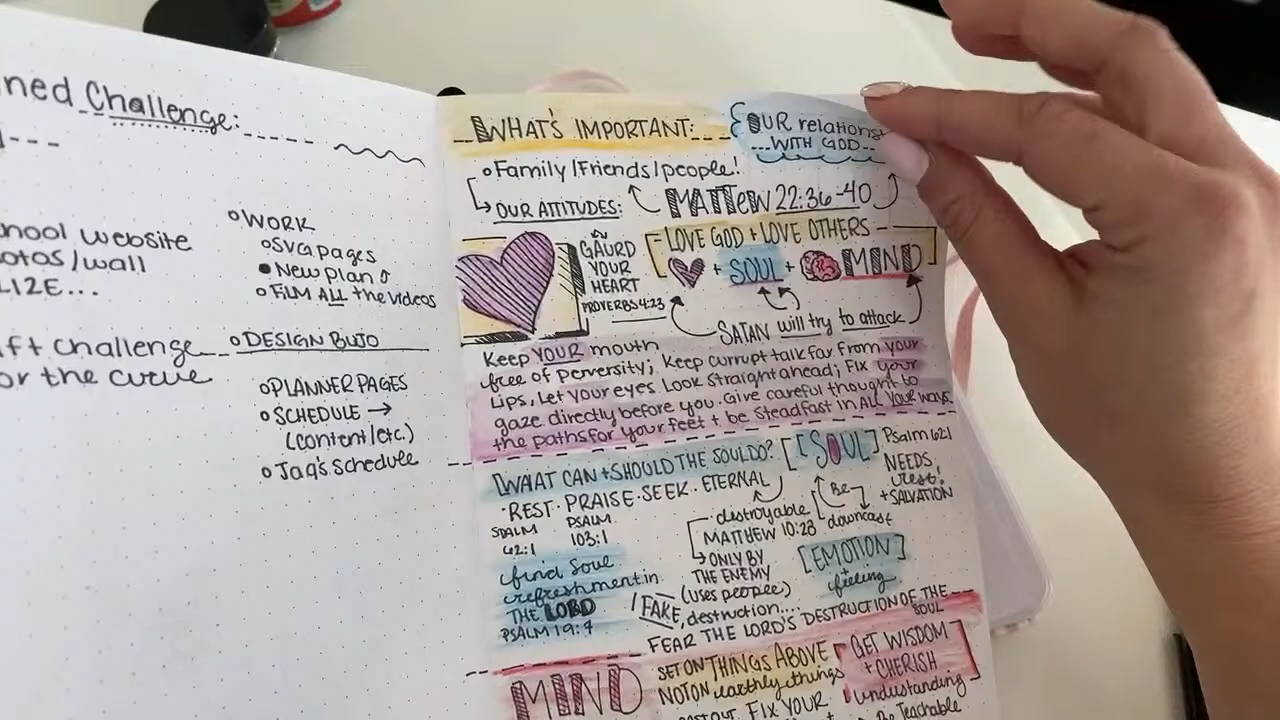 Challenge:
website
/wall
Challenge
or the curve
o WORK
o SVG pages
New plan
o FILM ALL the videos
o DESIGN BUJO
o PLANNER PAGES
o SCHEDULE →
(content/etc.)
o Jaq's schedule
WHAT'S IMPORTANT:
OUR relations
WITH GOD
o Family/Friends/people!
OUR ATTITUDES:
MATTHEW 22:36-40
GAURD
YOUR
HEART
PROVERBS 4:23
LOVE GOD + LOVE OTHERS
+ SOUL + MIND
SATAN will try to attack
Keep YOUR mouth
free of perversity; keep corrupt talk far from your
lips. Let your eyes look straight ahead; Fix your
gaze directly before you. Give careful thought to
the paths for your feet + be steadfast in ALL your ways.
WHAT CAN + SHOULD THE SOUL DO?
·REST·PRAISE·SEEK·ETERNAL
PSALM
103:1
62:1
find soul
refreshment in
THE LORD
PSALM 19:7
[SOUL]
Psalm 62:1
NEEDS
rest!
+SALVATION
Be
downcast
destroyable
MATTHEW 10:28
ONLY BY
THE ENEMY
(uses people)
[EMOTION]
+
feeling
FAKE, destruction....
FEAR THE LORD'S DESTRUCTION OF THE
SOUL
MIND
SET ON THINGS ABOVE
NOT ON earthly things
FIX YOUR
GET WISDOM
+ CHERISH
understanding
Be Teachable